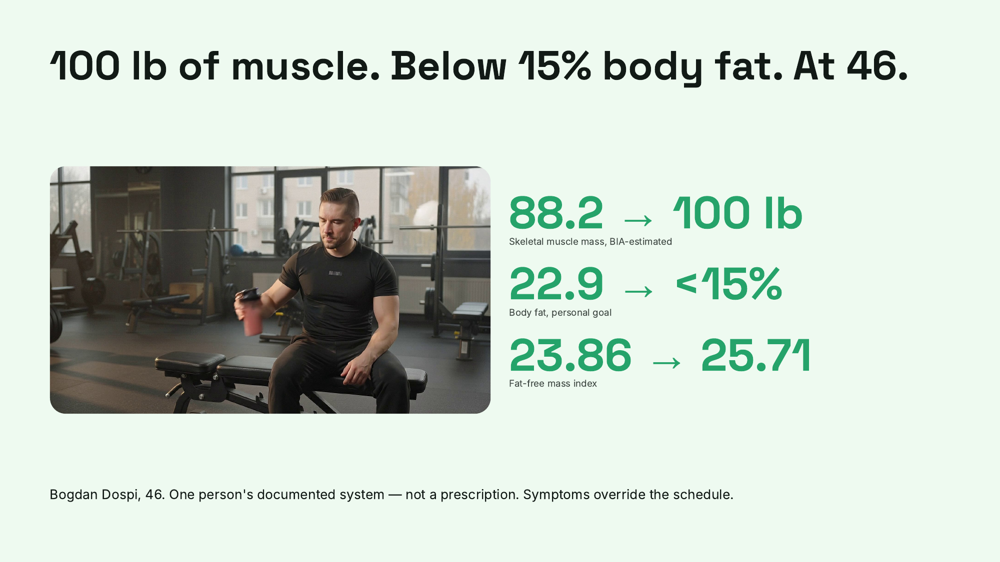 100 lb of muscle. Below 15% body fat. At 46.
88.2 → 100 lb
Skeletal muscle mass, BIA-estimated
22.9 → <15%
Body fat, personal goal
23.86 → 25.71
Fat-free mass index
Bogdan Dospi, 46. One person's documented system — not a prescription. Symptoms override the schedule.